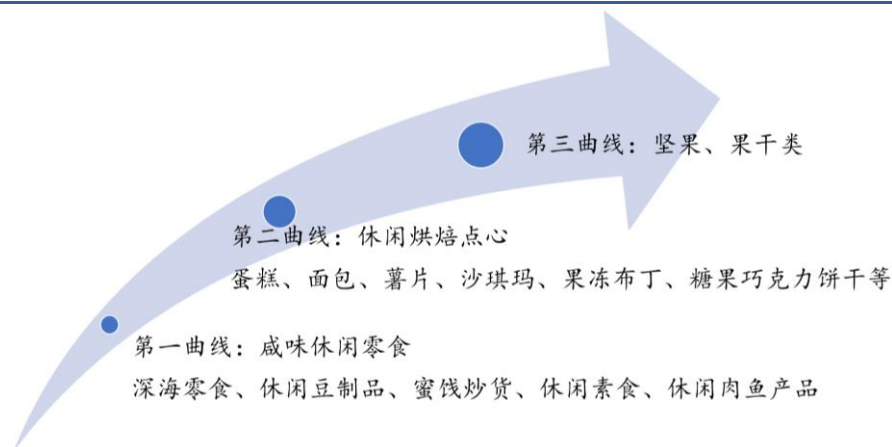 第三曲线：坚果、果干类
第二曲线：休闲烘焙点心
蛋糕、面包、薯片、沙琪玛、果冻布丁、糖果巧克力饼干等
第一曲线：咸味休闲零食
深海零食、休闲豆制品、蜜饯炒货、休闲素食、休闲肉鱼产品